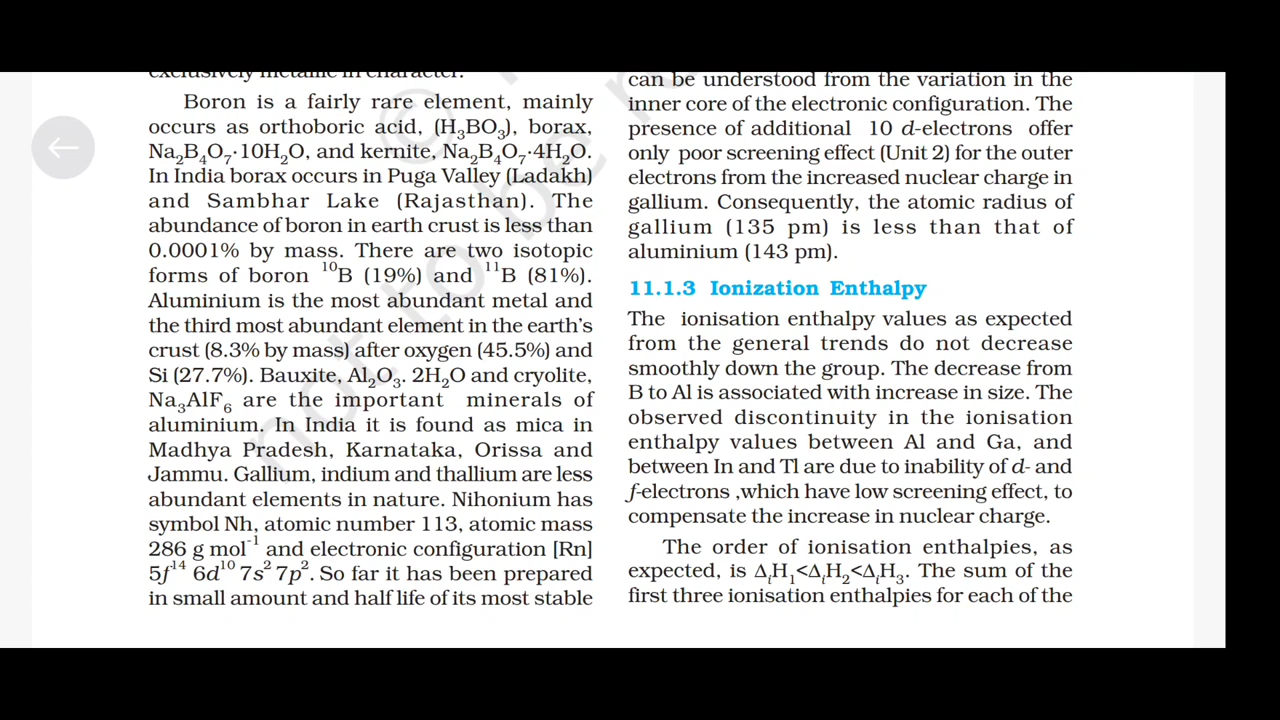 exclusively metallic in character.
Boron is a fairly rare element, mainly
occurs as orthoboric acid, (H₃BO₃), borax,
Na₂B₄O₇·10H₂O, and kernite, Na₂B₄O₇·4H₂O.
In India borax occurs in Puga Valley (Ladakh)
and Sambhar Lake (Rajasthan). The
abundance of boron in earth crust is less than
0.0001% by mass. There are two isotopic
forms of boron ¹⁰B (19%) and ¹¹B (81%).
Aluminium is the most abundant metal and
the third most abundant element in the earth's
crust (8.3% by mass) after oxygen (45.5%) and
Si (27.7%). Bauxite, Al₂O₃. 2H₂O and cryolite,
Na₃AlF₆ are the important minerals of
aluminium. In India it is found as mica in
Madhya Pradesh, Karnataka, Orissa and
Jammu. Gallium, indium and thallium are less
abundant elements in nature. Nihonium has
symbol Nh, atomic number 113, atomic mass
286 g mol⁻¹ and electronic configuration [Rn]
5f¹⁴ 6d¹⁰ 7s² 7p². So far it has been prepared
in small amount and half life of its most stable
can be understood from the variation in the
inner core of the electronic configuration. The
presence of additional 10 d-electrons offer
only poor screening effect (Unit 2) for the outer
electrons from the increased nuclear charge in
gallium. Consequently, the atomic radius of
gallium (135 pm) is less than that of
aluminium (143 pm).
11.1.3 Ionization Enthalpy
The ionisation enthalpy values as expected
from the general trends do not decrease
smoothly down the group. The decrease from
B to Al is associated with increase in size. The
observed discontinuity in the ionisation
enthalpy values between Al and Ga, and
between In and Tl are due to inability of d- and
f-electrons ,which have low screening effect, to
compensate the increase in nuclear charge.
The order of ionisation enthalpies, as
expected, is ΔᵢH₁<ΔᵢH₂<ΔᵢH₃. The sum of the
first three ionisation enthalpies for each of the
©
not to be